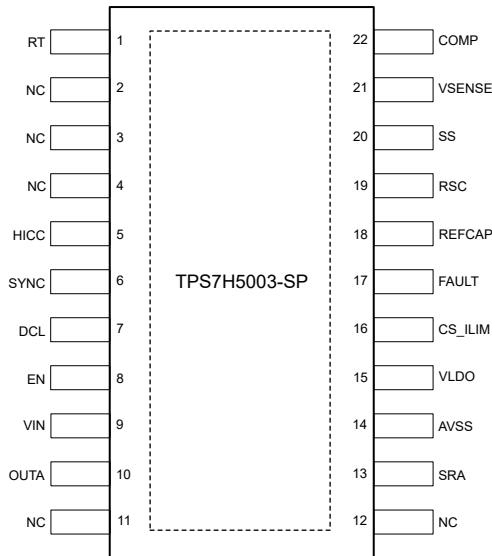 RT 1 22 COMP
NC 2 21 VSENSE
NC 3 20 SS
NC 4 19 RSC
HICC 5 18 REFCAP
SYNC 6 TPS7H5003-SP 17 FAULT
DCL 7 16 CS_ILIM
EN 8 15 VLDO
VIN 9 14 AVSS
OUTA 10 13 SRA
NC 11 12 NC